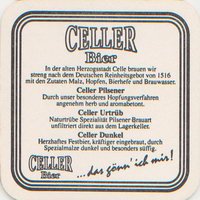 CELLER
Bier
In der alten Herzogstadt Celle brauen wir
streng nach dem Deutschen Reinheitsgebot von 1516
mit den Zutaten Malz, Hopfen, Bierhefe und Brauwasser.
Celler Pilsener
Durch unser besonderes Hopfungsverfahren
angenehm herb und aromabetont.
Celler Urtrüb
Naturtrübe Spezialität Pilsener Brauart
unfiltriert direkt aus dem Lagerkeller.
Celler Dunkel
Herzhaftes Festbier, kräftiger eingebraut, durch
Spezialmalze dunkel und besonders süffig.
CELLER
Bier
...das gönn' ich mir!